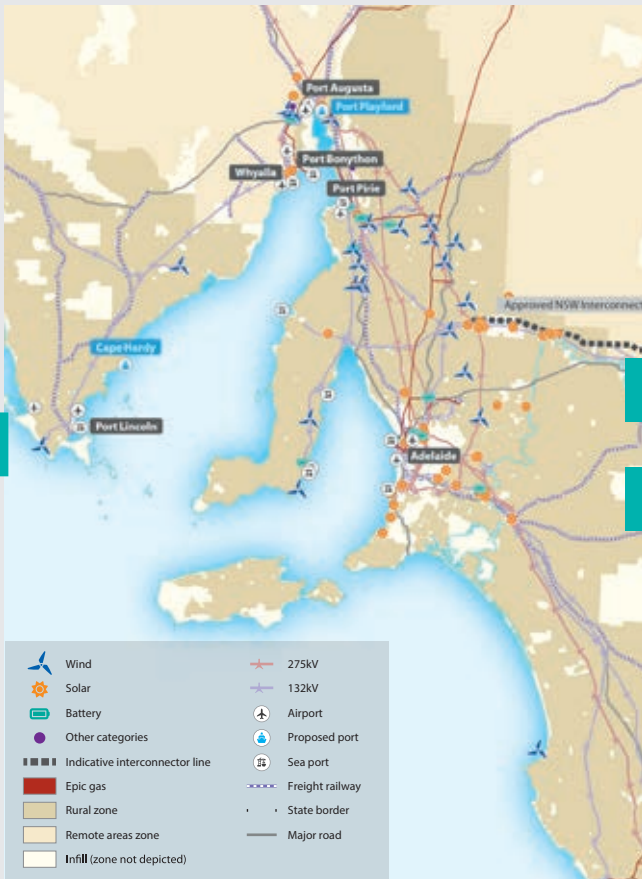 Port Augusta
Port Playford
Port Bonython
Whyalla
Port Pirie
Approved NSW Interconnec
Cape Hardy
Port Lincoln
Adelaide
Wind
Solar
Battery
Other categories
Indicative interconnector line
Epic gas
Rural zone
Remote areas zone
Infill (zone not depicted)
275kV
132kV
Airport
Proposed port
Sea port
Freight railway
State border
Major road